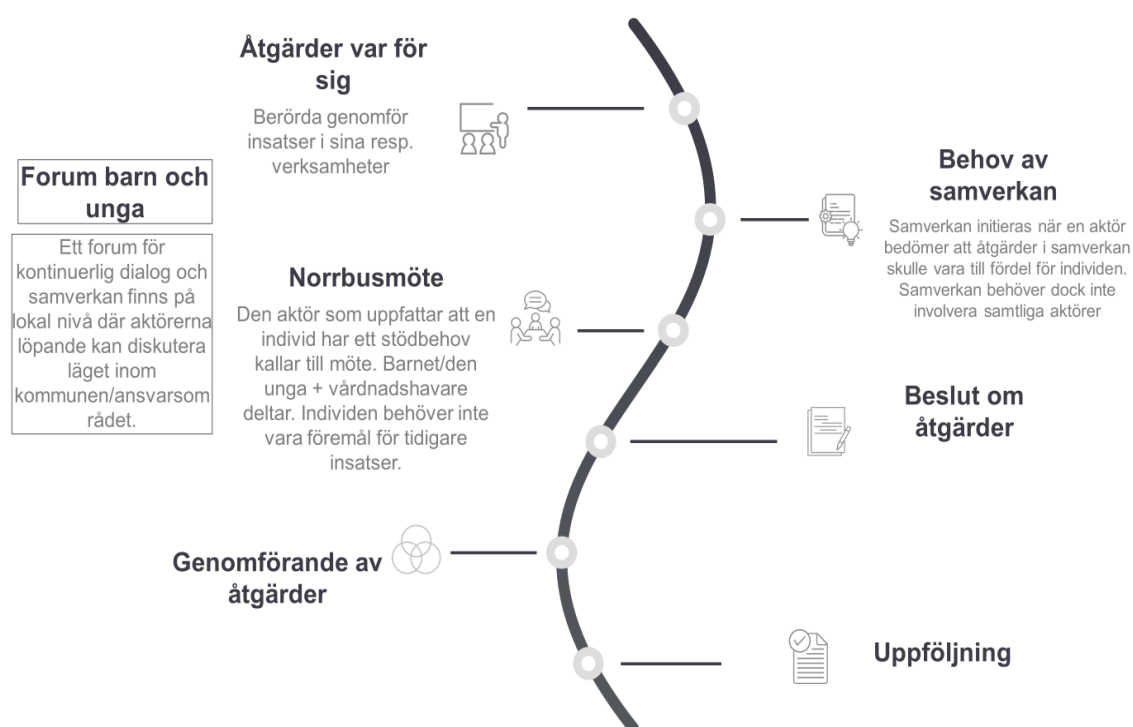 Åtgärder var för
sig
Berörda genomför
insatser i sina resp.
verksamheter
Forum barn och
unga
Ett forum för
kontinuerlig dialog och
samverkan finns på
lokal nivå där aktörerna
löpande kan diskutera
läget inom
kommunen/ansvarsom
rådet.
Behov av
samverkan
Samverkan initieras när en aktör
bedömer att åtgärder i samverkan
skulle vara till fördel för individen.
Samverkan behöver dock inte
involvera samtliga aktörer
Norrbusmöte
Den aktör som uppfattar att en
individ har ett stödbehov
kallar till möte. Barnet/den
unga + vårdnadshavare
deltar. Individen behöver inte
vara föremål för tidigare
insatser.
Beslut om
åtgärder
Genomförande av
åtgärder
Uppföljning